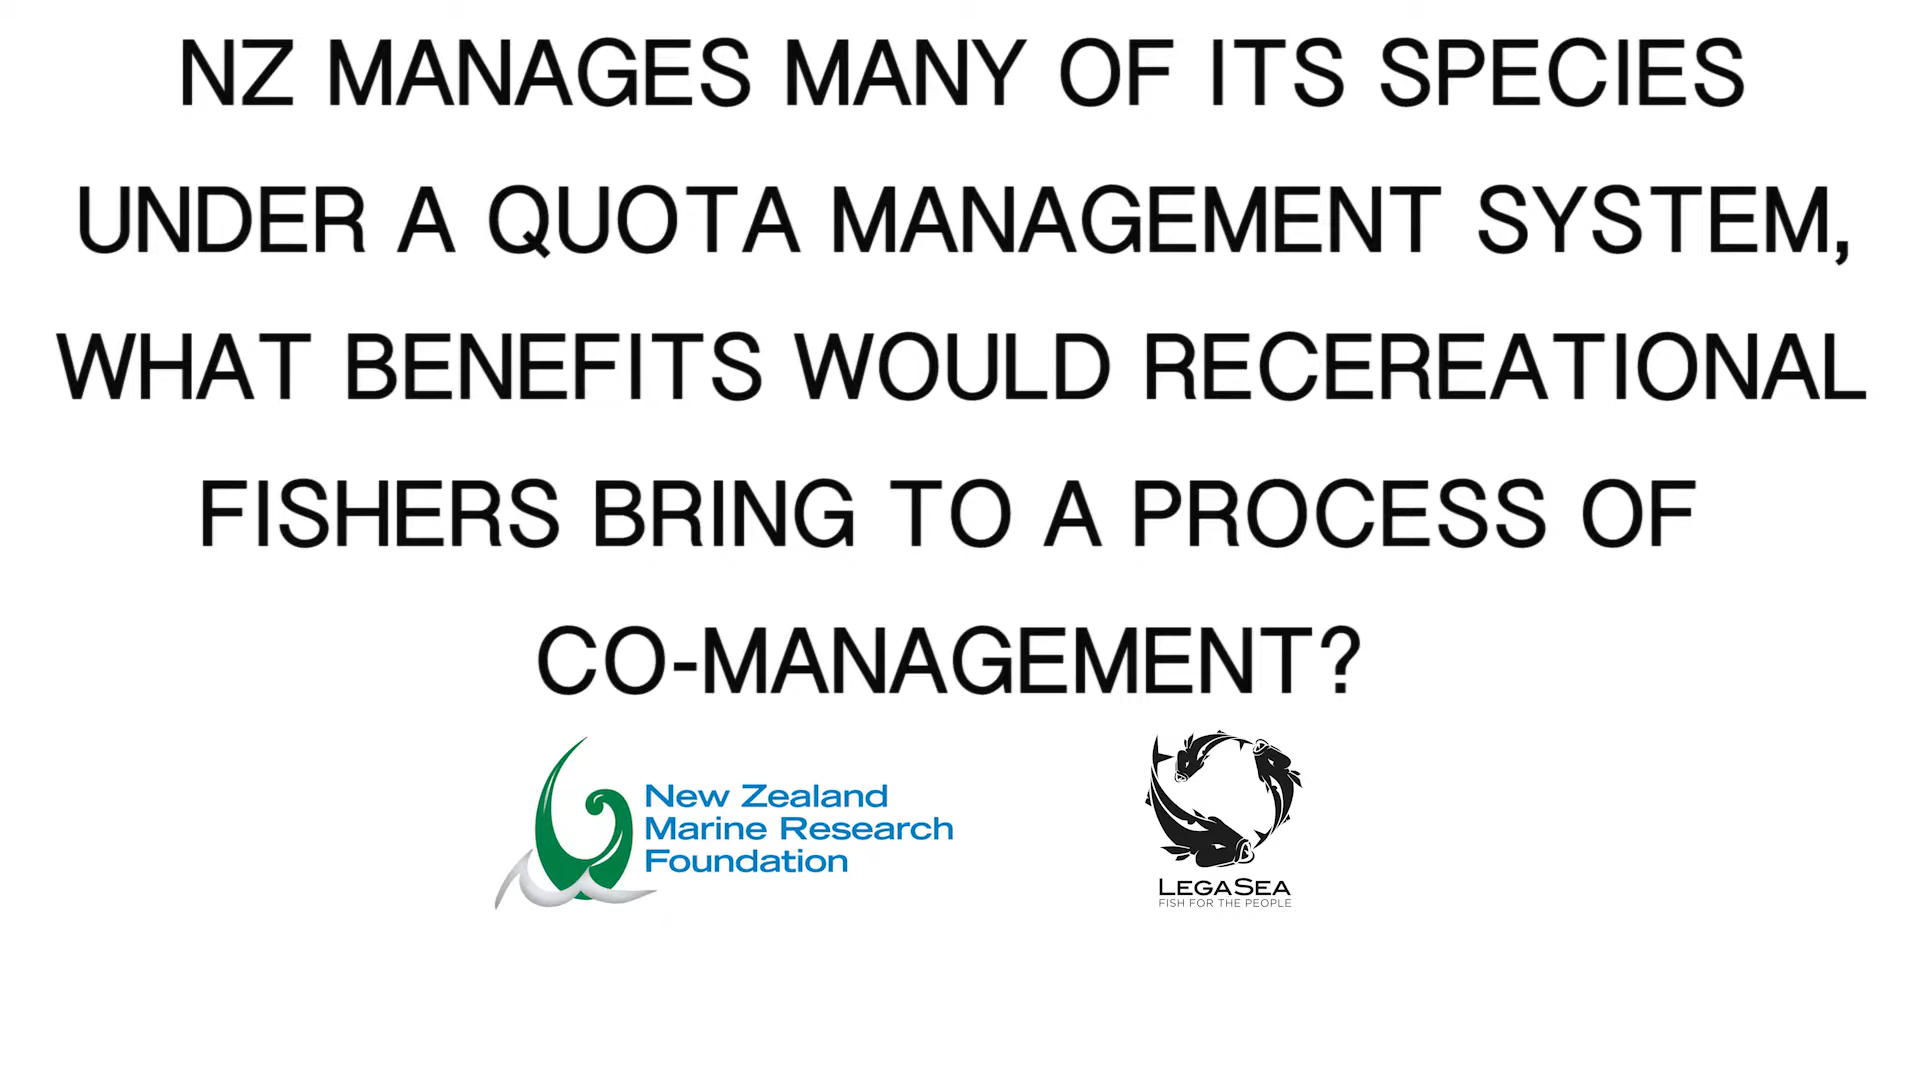 NZ MANAGES MANY OF ITS SPECIES
UNDER A QUOTA MANAGEMENT SYSTEM,
WHAT BENEFITS WOULD RECEREATIONAL
FISHERS BRING TO A PROCESS OF
CO-MANAGEMENT?
New Zealand
Marine Research
Foundation
LEGASEA
FISH FOR THE PEOPLE